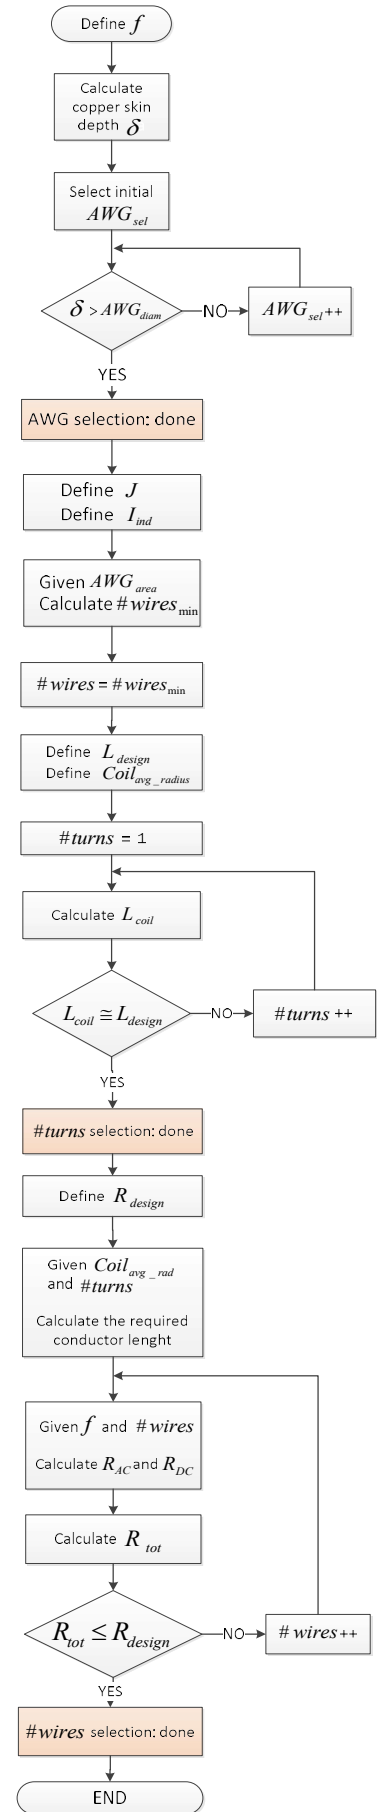 Define f
Calculate
copper skin
depth δ
Select initial
AWG_sel
δ > AWG_diam
NO
AWG_sel++
YES
AWG selection: done
Define J
Define I_ind
Given AWG_area
Calculate #wires_min
#wires = #wires_min
Define L_design
Define Coil_avg_radius
#turns = 1
Calculate L_coil
L_coil ≅ L_design
NO
#turns ++
YES
#turns selection: done
Define R_design
Given Coil_avg_rad
and #turns
Calculate the required
conductor lenght
Given f and #wires
Calculate R_AC and R_DC
Calculate R_tot
R_tot ≤ R_design
NO
# wires++
YES
#wires selection: done
END